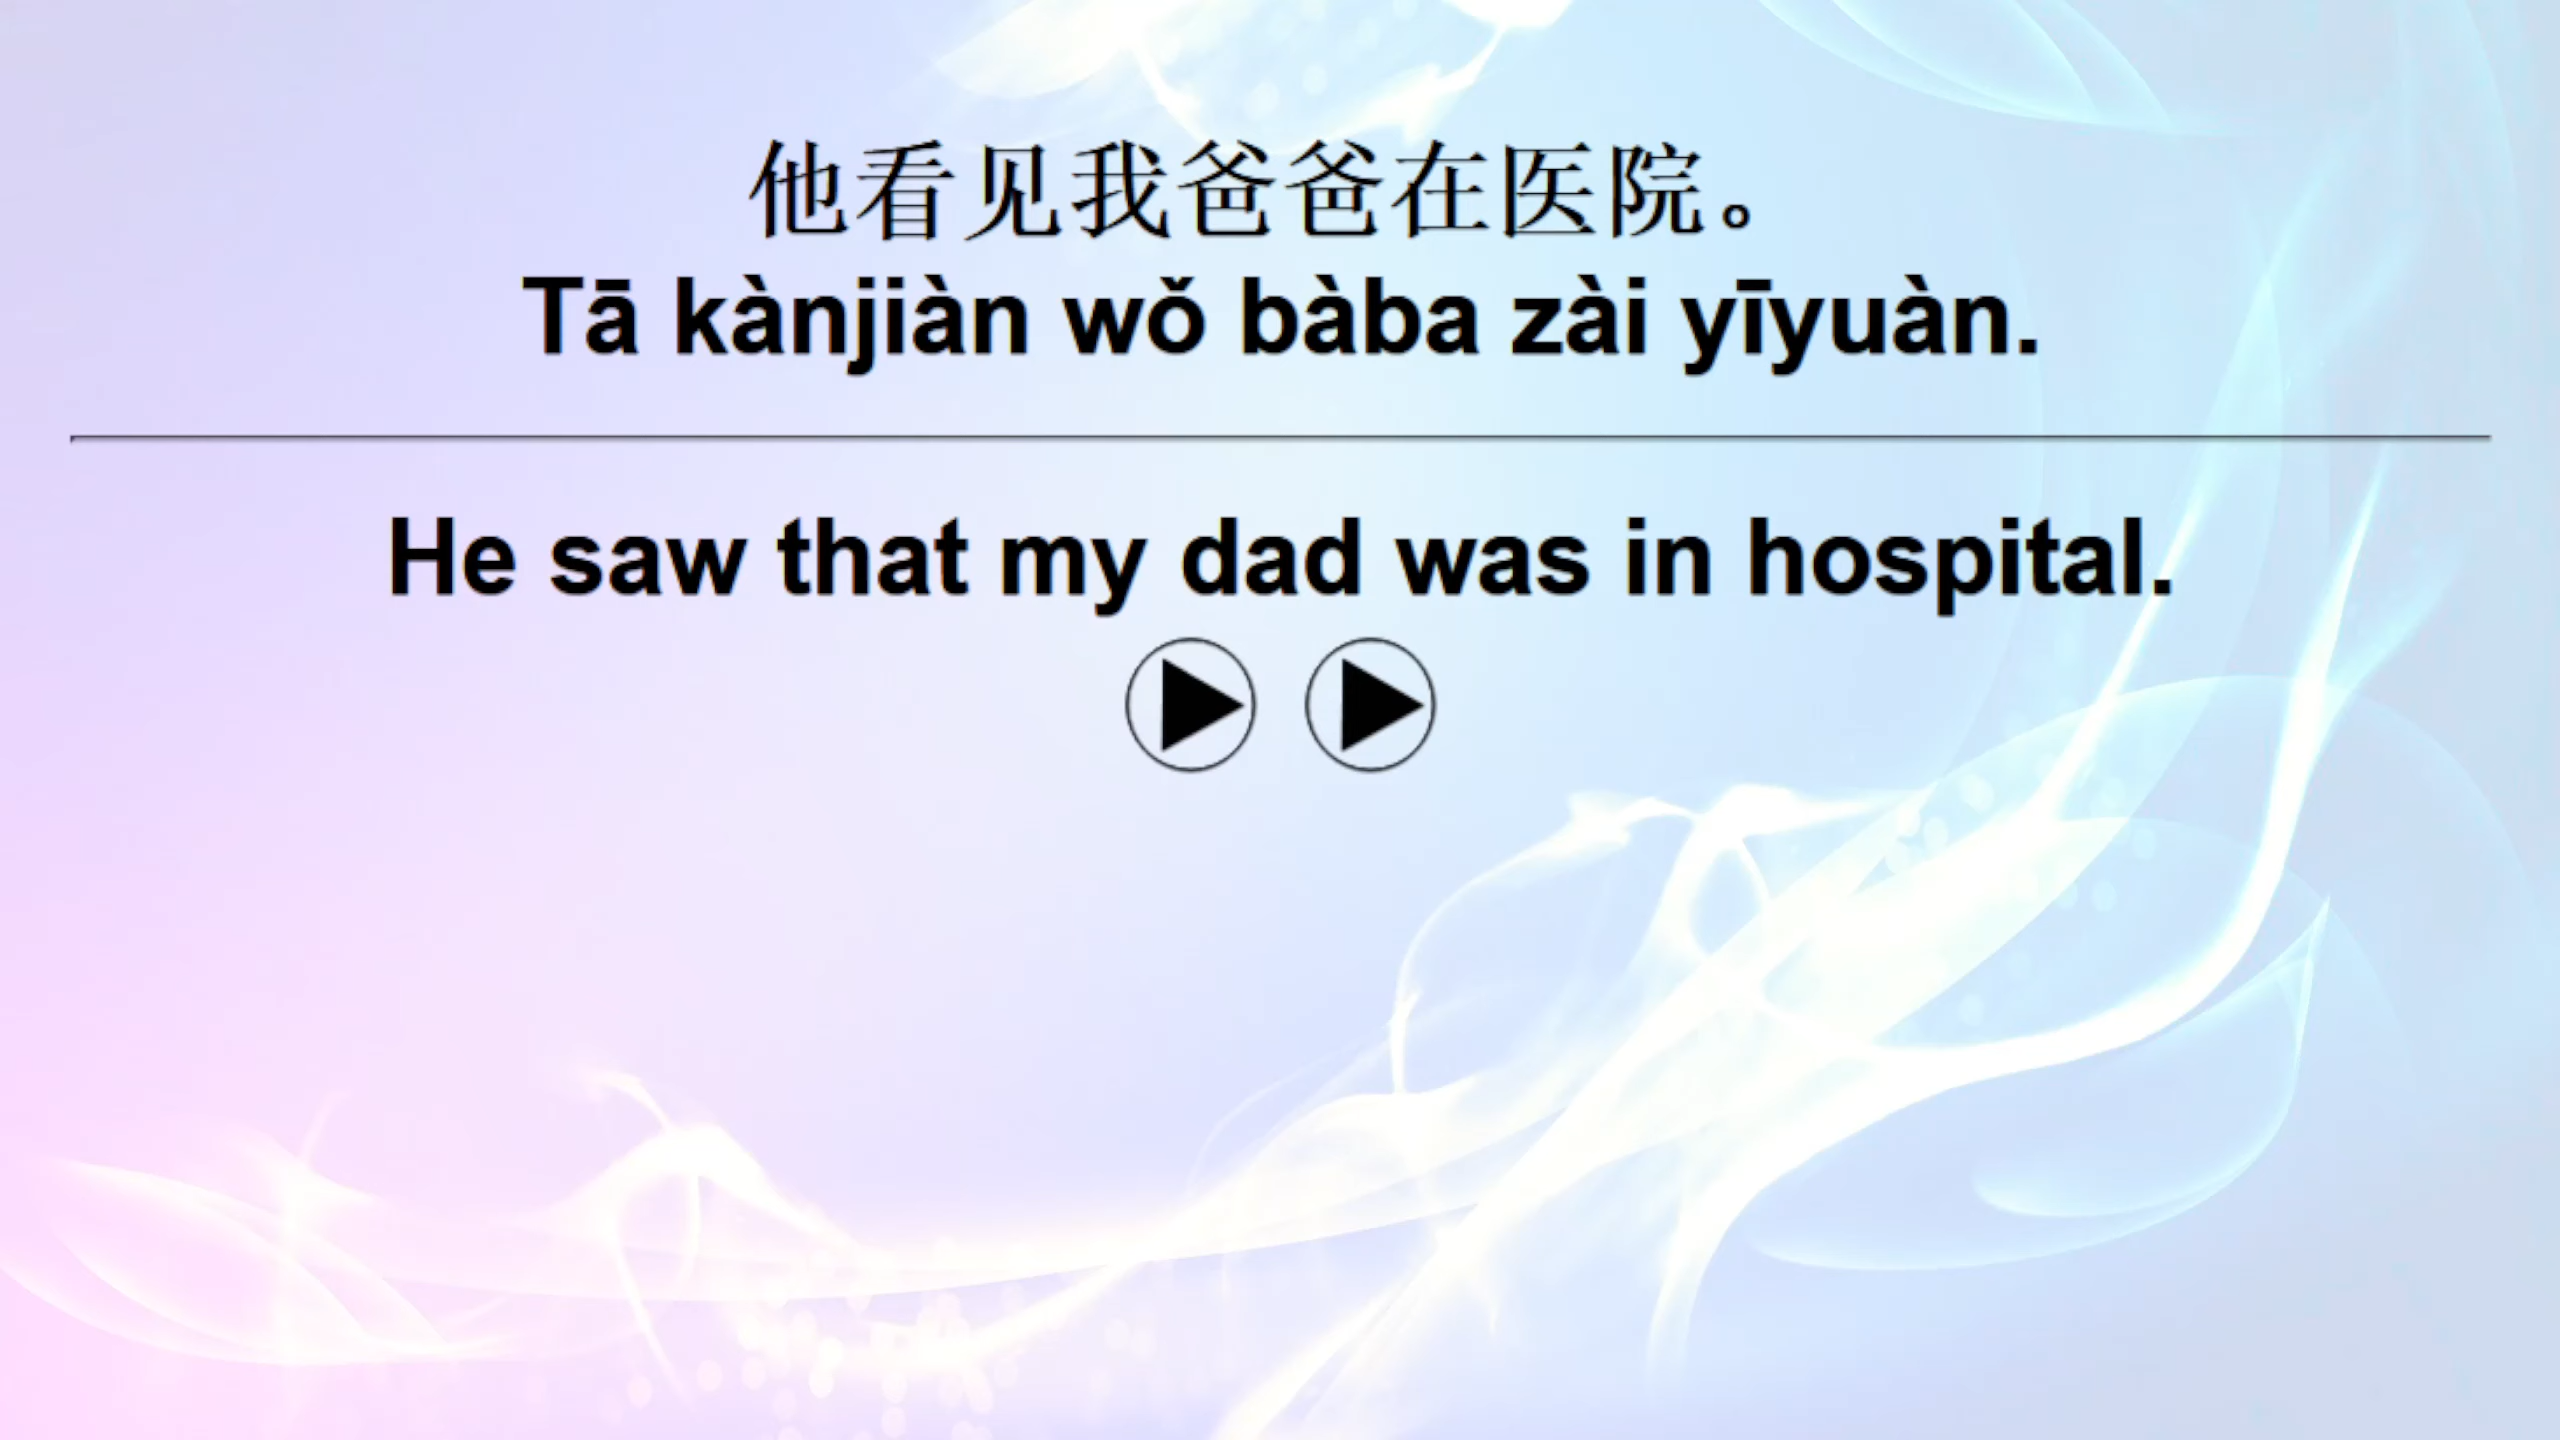 他看见我爸爸在医院。
Tā kànjiàn wǒ bàba zài yīyuàn.
He saw that my dad was in hospital.